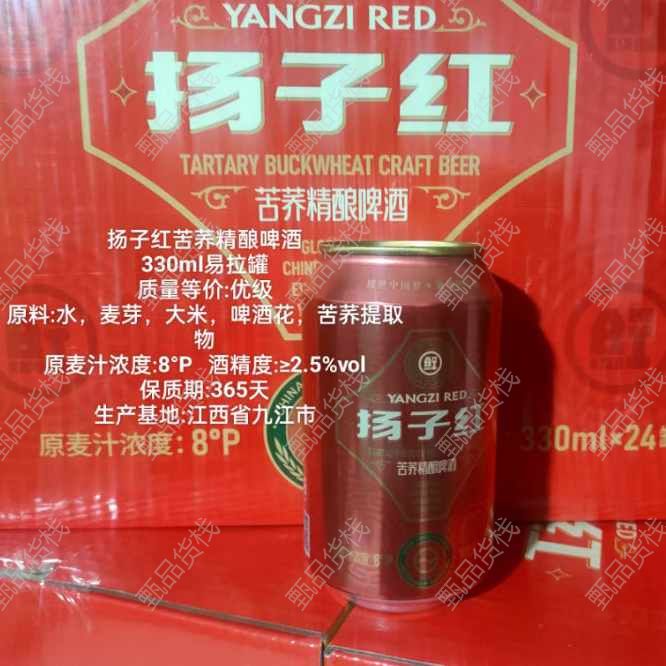 YANGZI RED
扬子红
TARTARY BUCKWHEAT CRAFT BEER
苦荞精酿啤酒
扬子红苦荞精酿啤酒
330ml易拉罐
质量等价:优级
原料:水，麦芽，大米，啤酒花，苦荞提取
物
原麦汁浓度:8°P 酒精度:≥2.5%vol
保质期:365天
生产基地:江西省九江市
原麦汁浓度: 8°P
330ml×24
YANGZI RED
扬子红
苦荞精酿啤酒
红
RED
甄品货栈